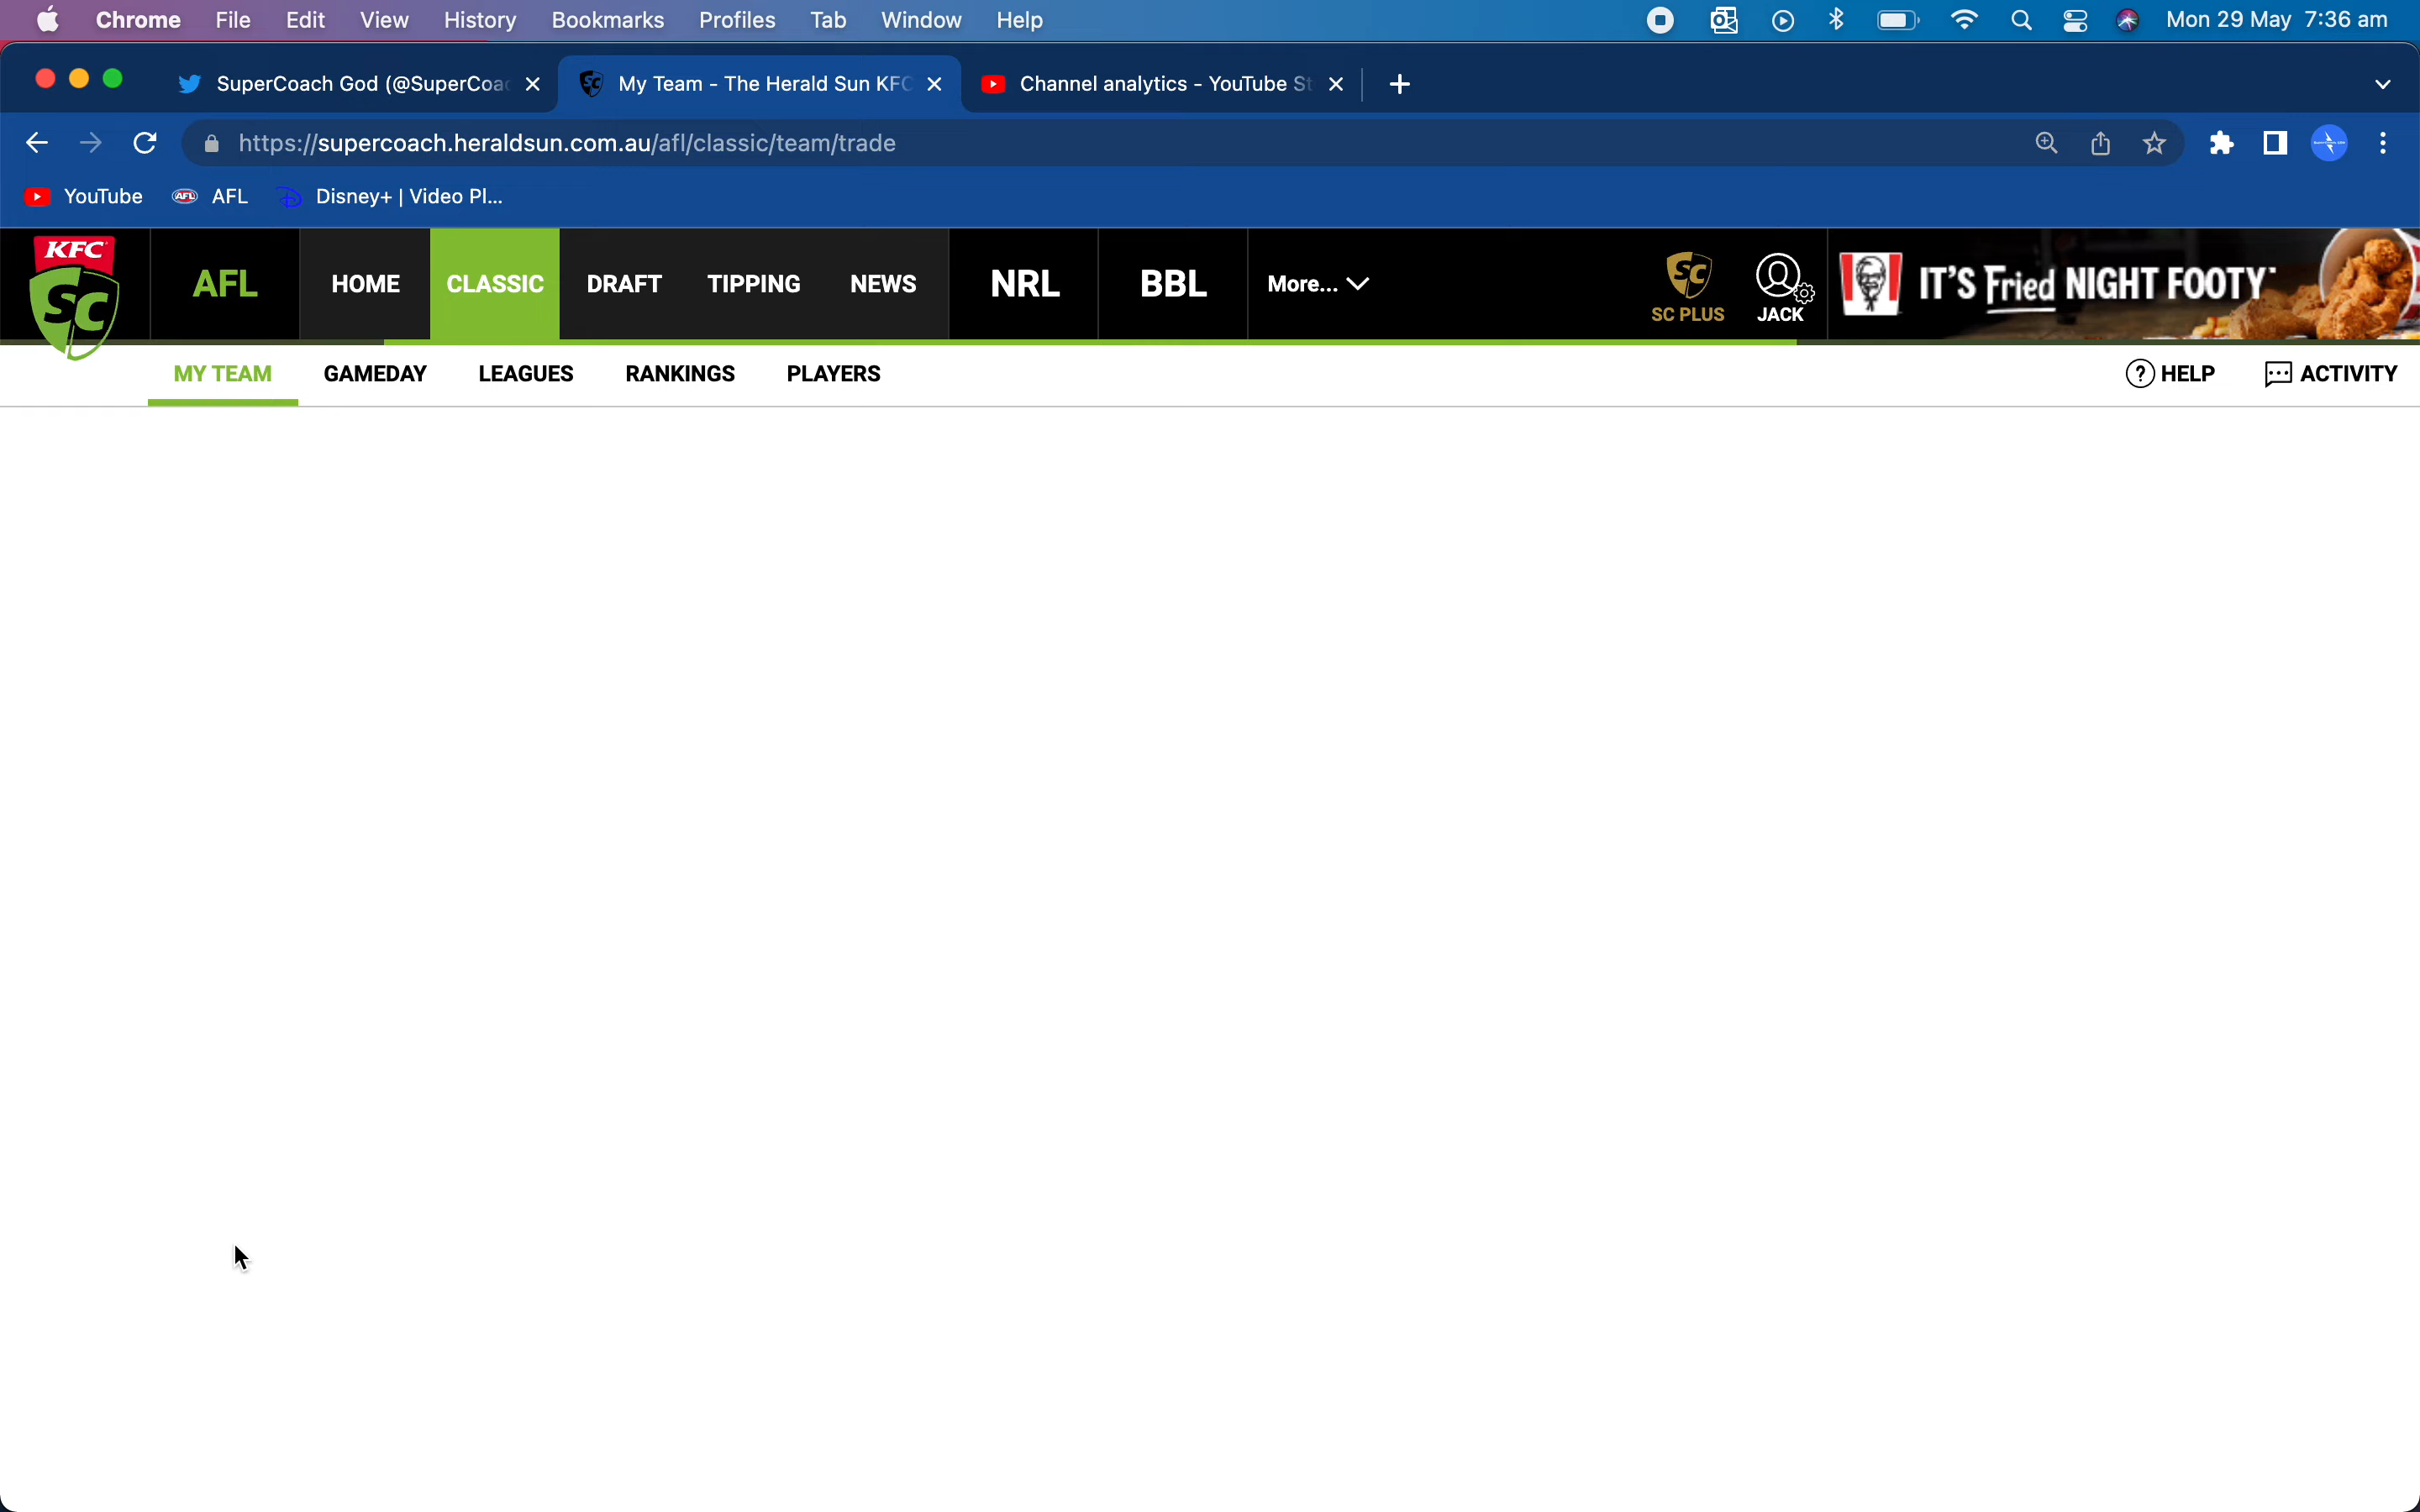 Chrome File Edit View History Bookmarks Profiles Tab Window Help Mon 29 May 7:36 am
SuperCoach God (@SuperCoac My Team - The Herald Sun KFC Channel analytics - YouTube St
https://supercoach.heraldsun.com.au/afl/classic/team/trade
YouTube AFL AFL Disney+ | Video Pl...
KFC SC AFL HOME CLASSIC DRAFT TIPPING NEWS NRL BBL More... SC SC PLUS JACK IT'S Fried NIGHT FOOTY
MY TEAM GAMEDAY LEAGUES RANKINGS PLAYERS ? HELP ACTIVITY